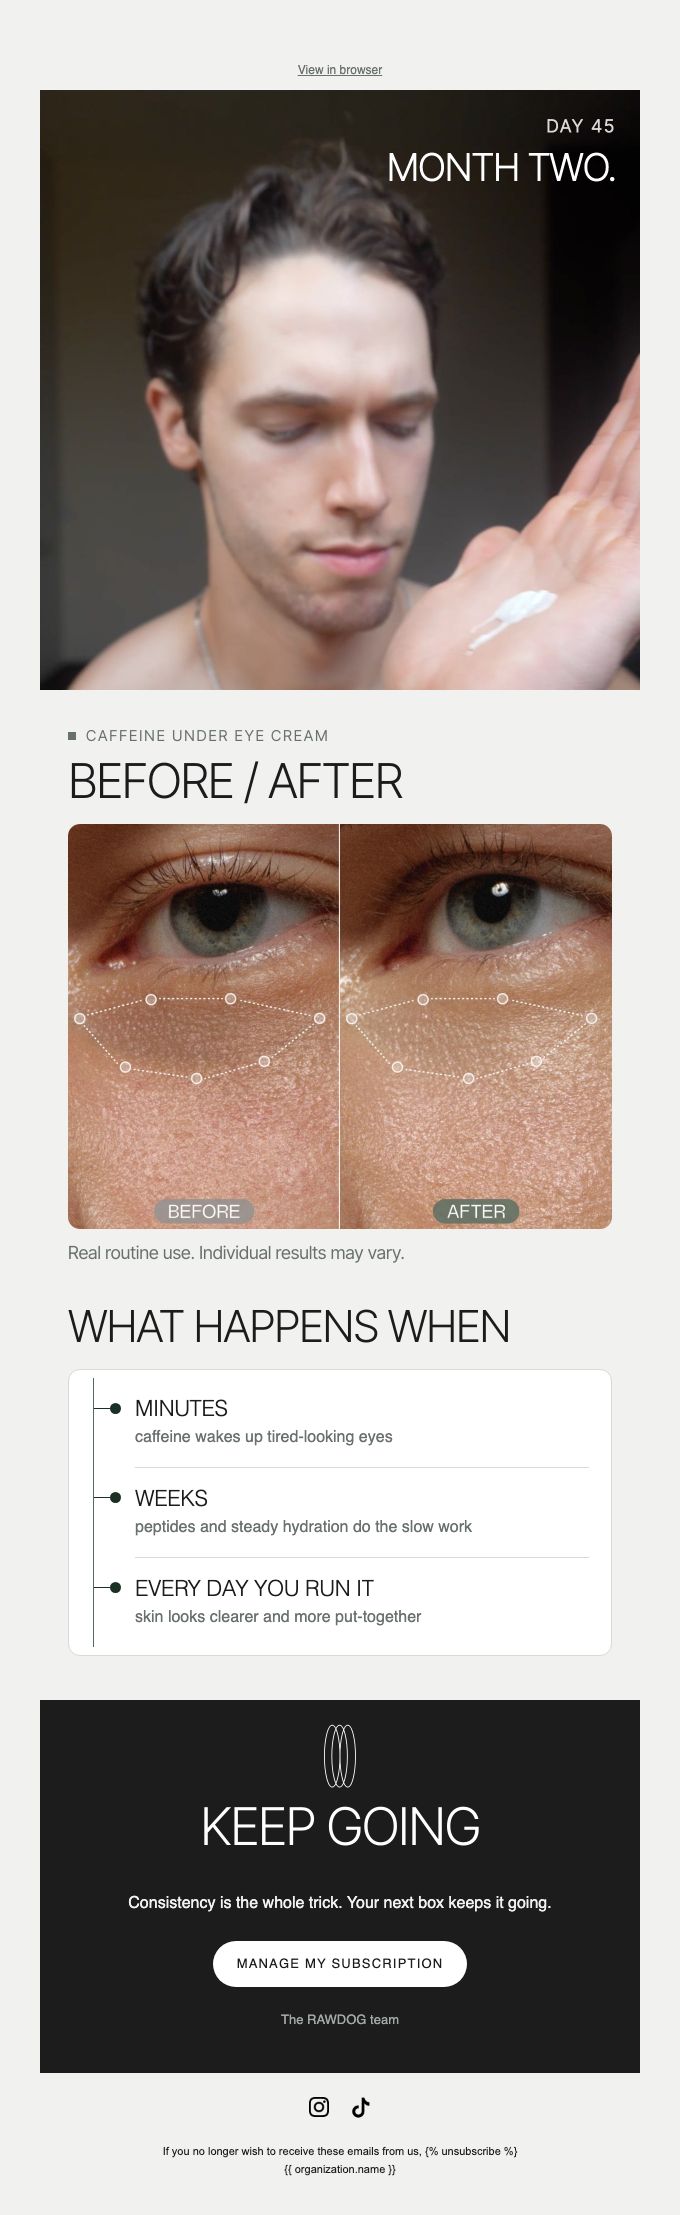 View in browser
DAY 45
MONTH TWO.
CAFFEINE UNDER EYE CREAM
BEFORE / AFTER
BEFORE
AFTER
Real routine use. Individual results may vary.
WHAT HAPPENS WHEN
MINUTES
caffeine wakes up tired-looking eyes
WEEKS
peptides and steady hydration do the slow work
EVERY DAY YOU RUN IT
skin looks clearer and more put-together
KEEP GOING
Consistency is the whole trick. Your next box keeps it going.
MANAGE MY SUBSCRIPTION
The RAWDOG team
If you no longer wish to receive these emails from us, {% unsubscribe %}
{{ organization.name }}